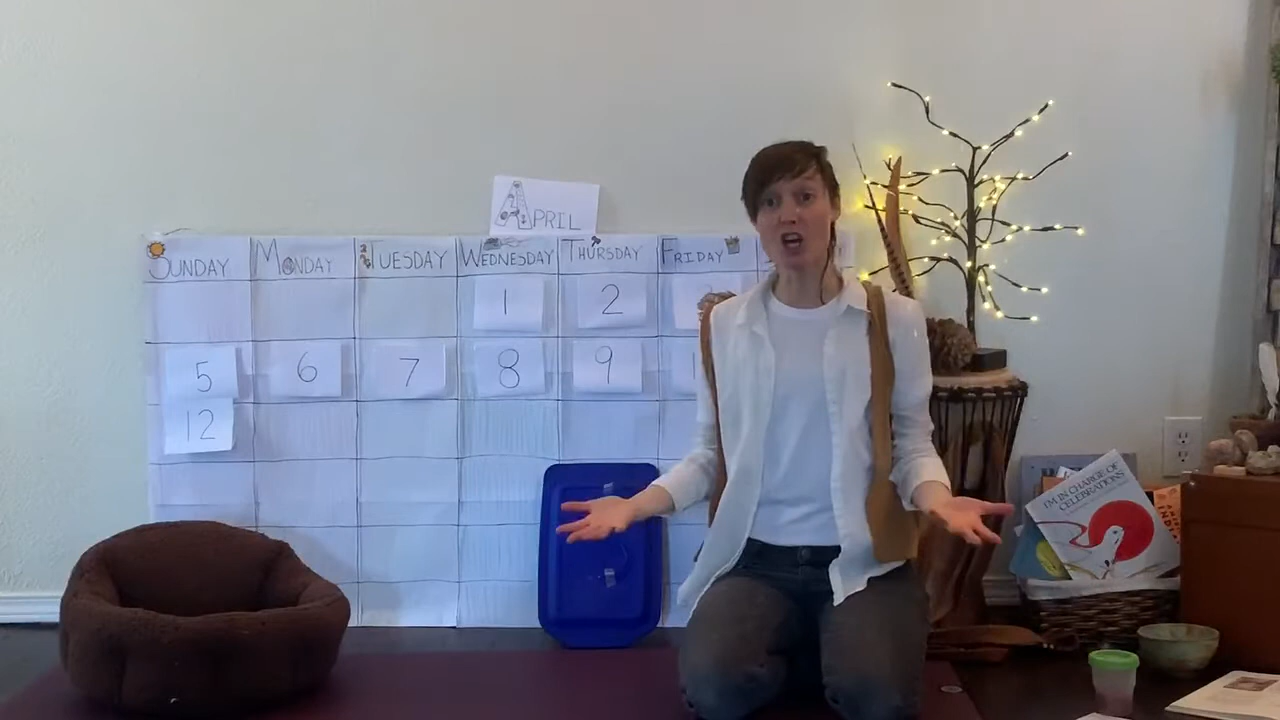 APRIL
SUNDAY MONDAY TUESDAY WEDNESDAY THURSDAY FRIDAY
1 2
5 6 7 8 9
12
I'M IN CHARGE OF
CELEBRATIONS